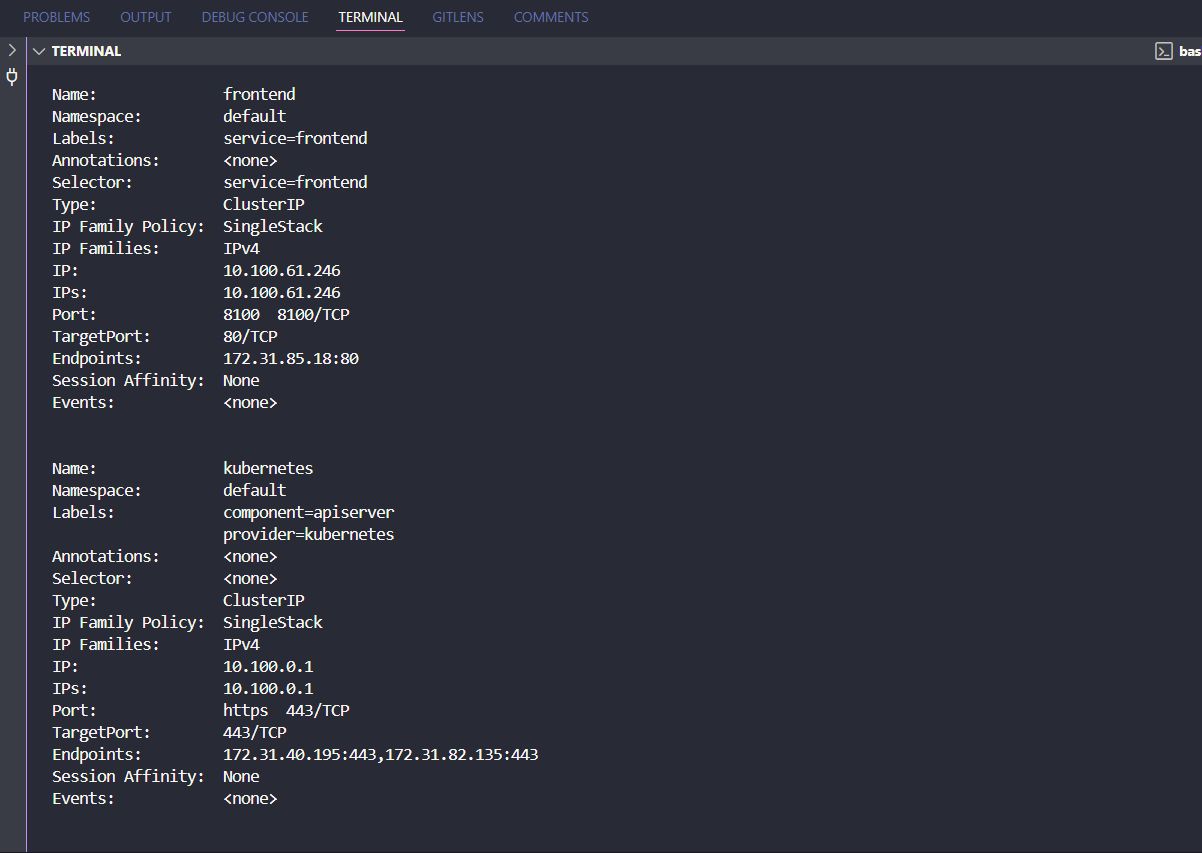 PROBLEMS OUTPUT DEBUG CONSOLE TERMINAL GITLENS COMMENTS
TERMINAL bas
Name: frontend
Namespace: default
Labels: service=frontend
Annotations: <none>
Selector: service=frontend
Type: ClusterIP
IP Family Policy: SingleStack
IP Families: IPv4
IP: 10.100.61.246
IPs: 10.100.61.246
Port: 8100 8100/TCP
TargetPort: 80/TCP
Endpoints: 172.31.85.18:80
Session Affinity: None
Events: <none>
Name: kubernetes
Namespace: default
Labels: component=apiserver
provider=kubernetes
Annotations: <none>
Selector: <none>
Type: ClusterIP
IP Family Policy: SingleStack
IP Families: IPv4
IP: 10.100.0.1
IPs: 10.100.0.1
Port: https 443/TCP
TargetPort: 443/TCP
Endpoints: 172.31.40.195:443,172.31.82.135:443
Session Affinity: None
Events: <none>